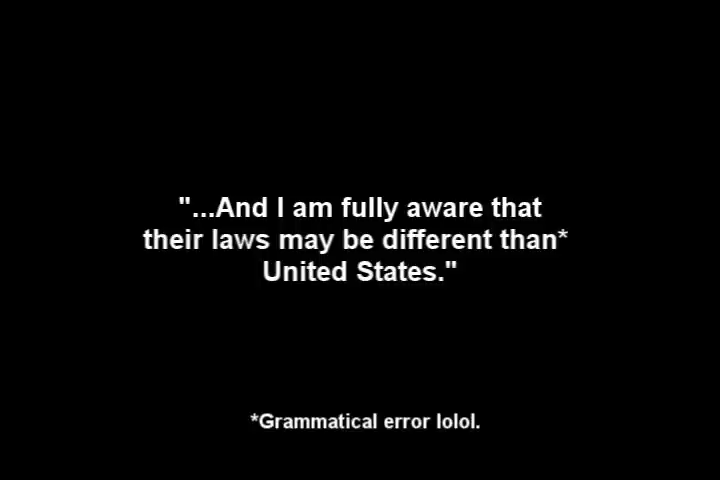 "...And I am fully aware that
their laws may be different than*
United States."
*Grammatical error lolol.